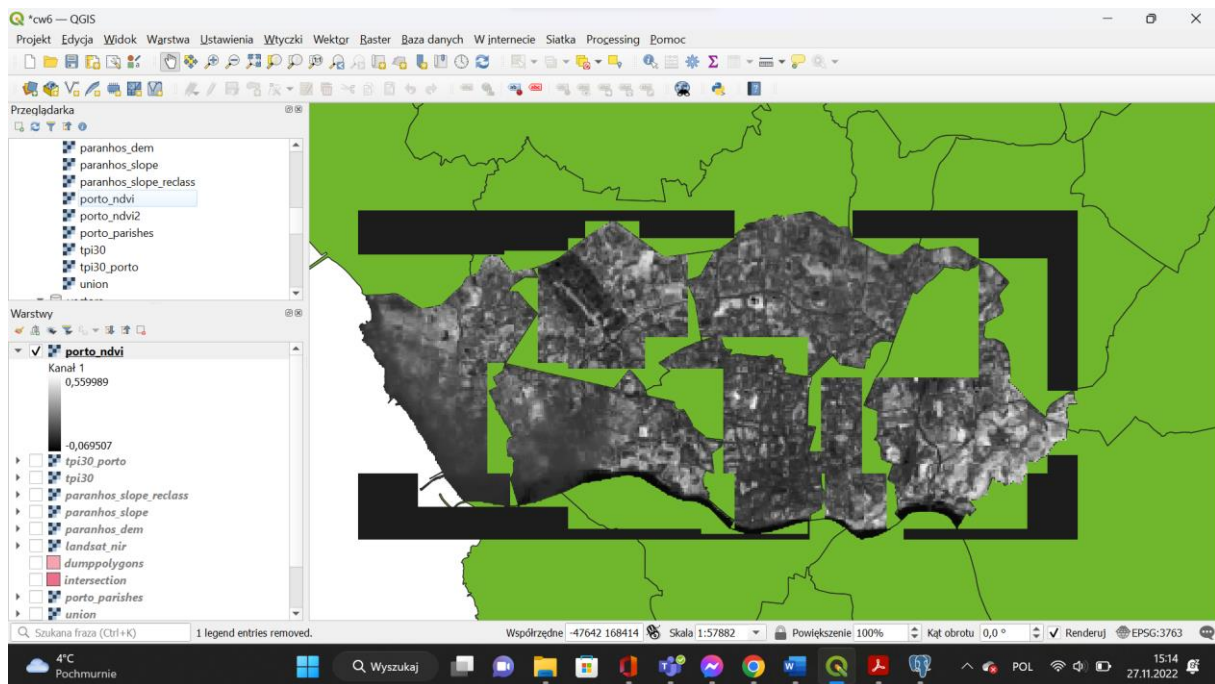 *cw6 — QGIS
Projekt Edycja Widok Warstwa Ustawienia Wtyczki Wektor Raster Baza danych W internecie Siatka Processing Pomoc
Przeglądarka
paranhos_dem
paranhos_slope
paranhos_slope_reclass
porto_ndvi
porto_ndvi2
porto_parishes
tpi30
tpi30_porto
union
Warstwy
porto_ndvi
Kanał 1
0,559989
-0,069507
tpi30_porto
tpi30
paranhos_slope_reclass
paranhos_slope
paranhos_dem
landsat_nir
dumppolygons
intersection
porto_parishes
union
Szukana fraza (Ctrl+K) 1 legend entries removed. Współrzędne -47642 168414 Skala 1:57882 Powiększenie 100% Kąt obrotu 0,0 ° Renderuj EPSG:3763
4°C
Pochmurnie
Wyszukaj
POL
15:14
27.11.2022